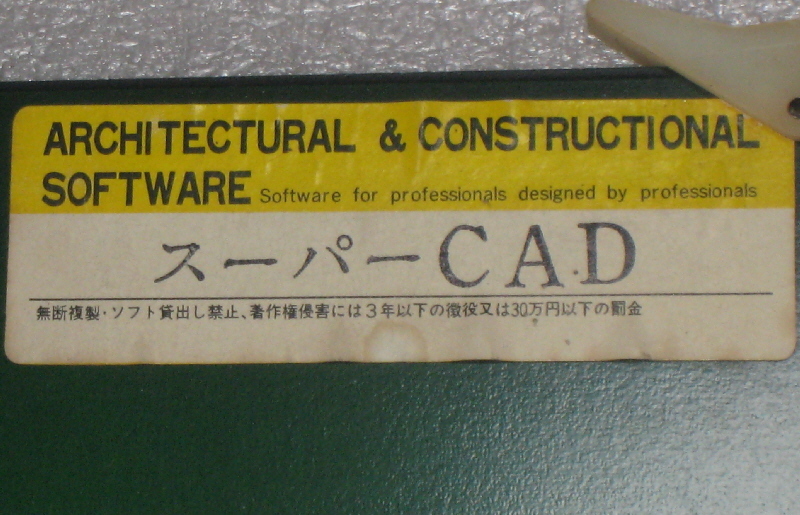 ARCHITECTURAL & CONSTRUCTIONAL
SOFTWARE Software for professionals designed by professionals
スーパーCAD
無断複製・ソフト貸出し禁止、著作権侵害には3年以下の懲役又は30万円以下の罰金